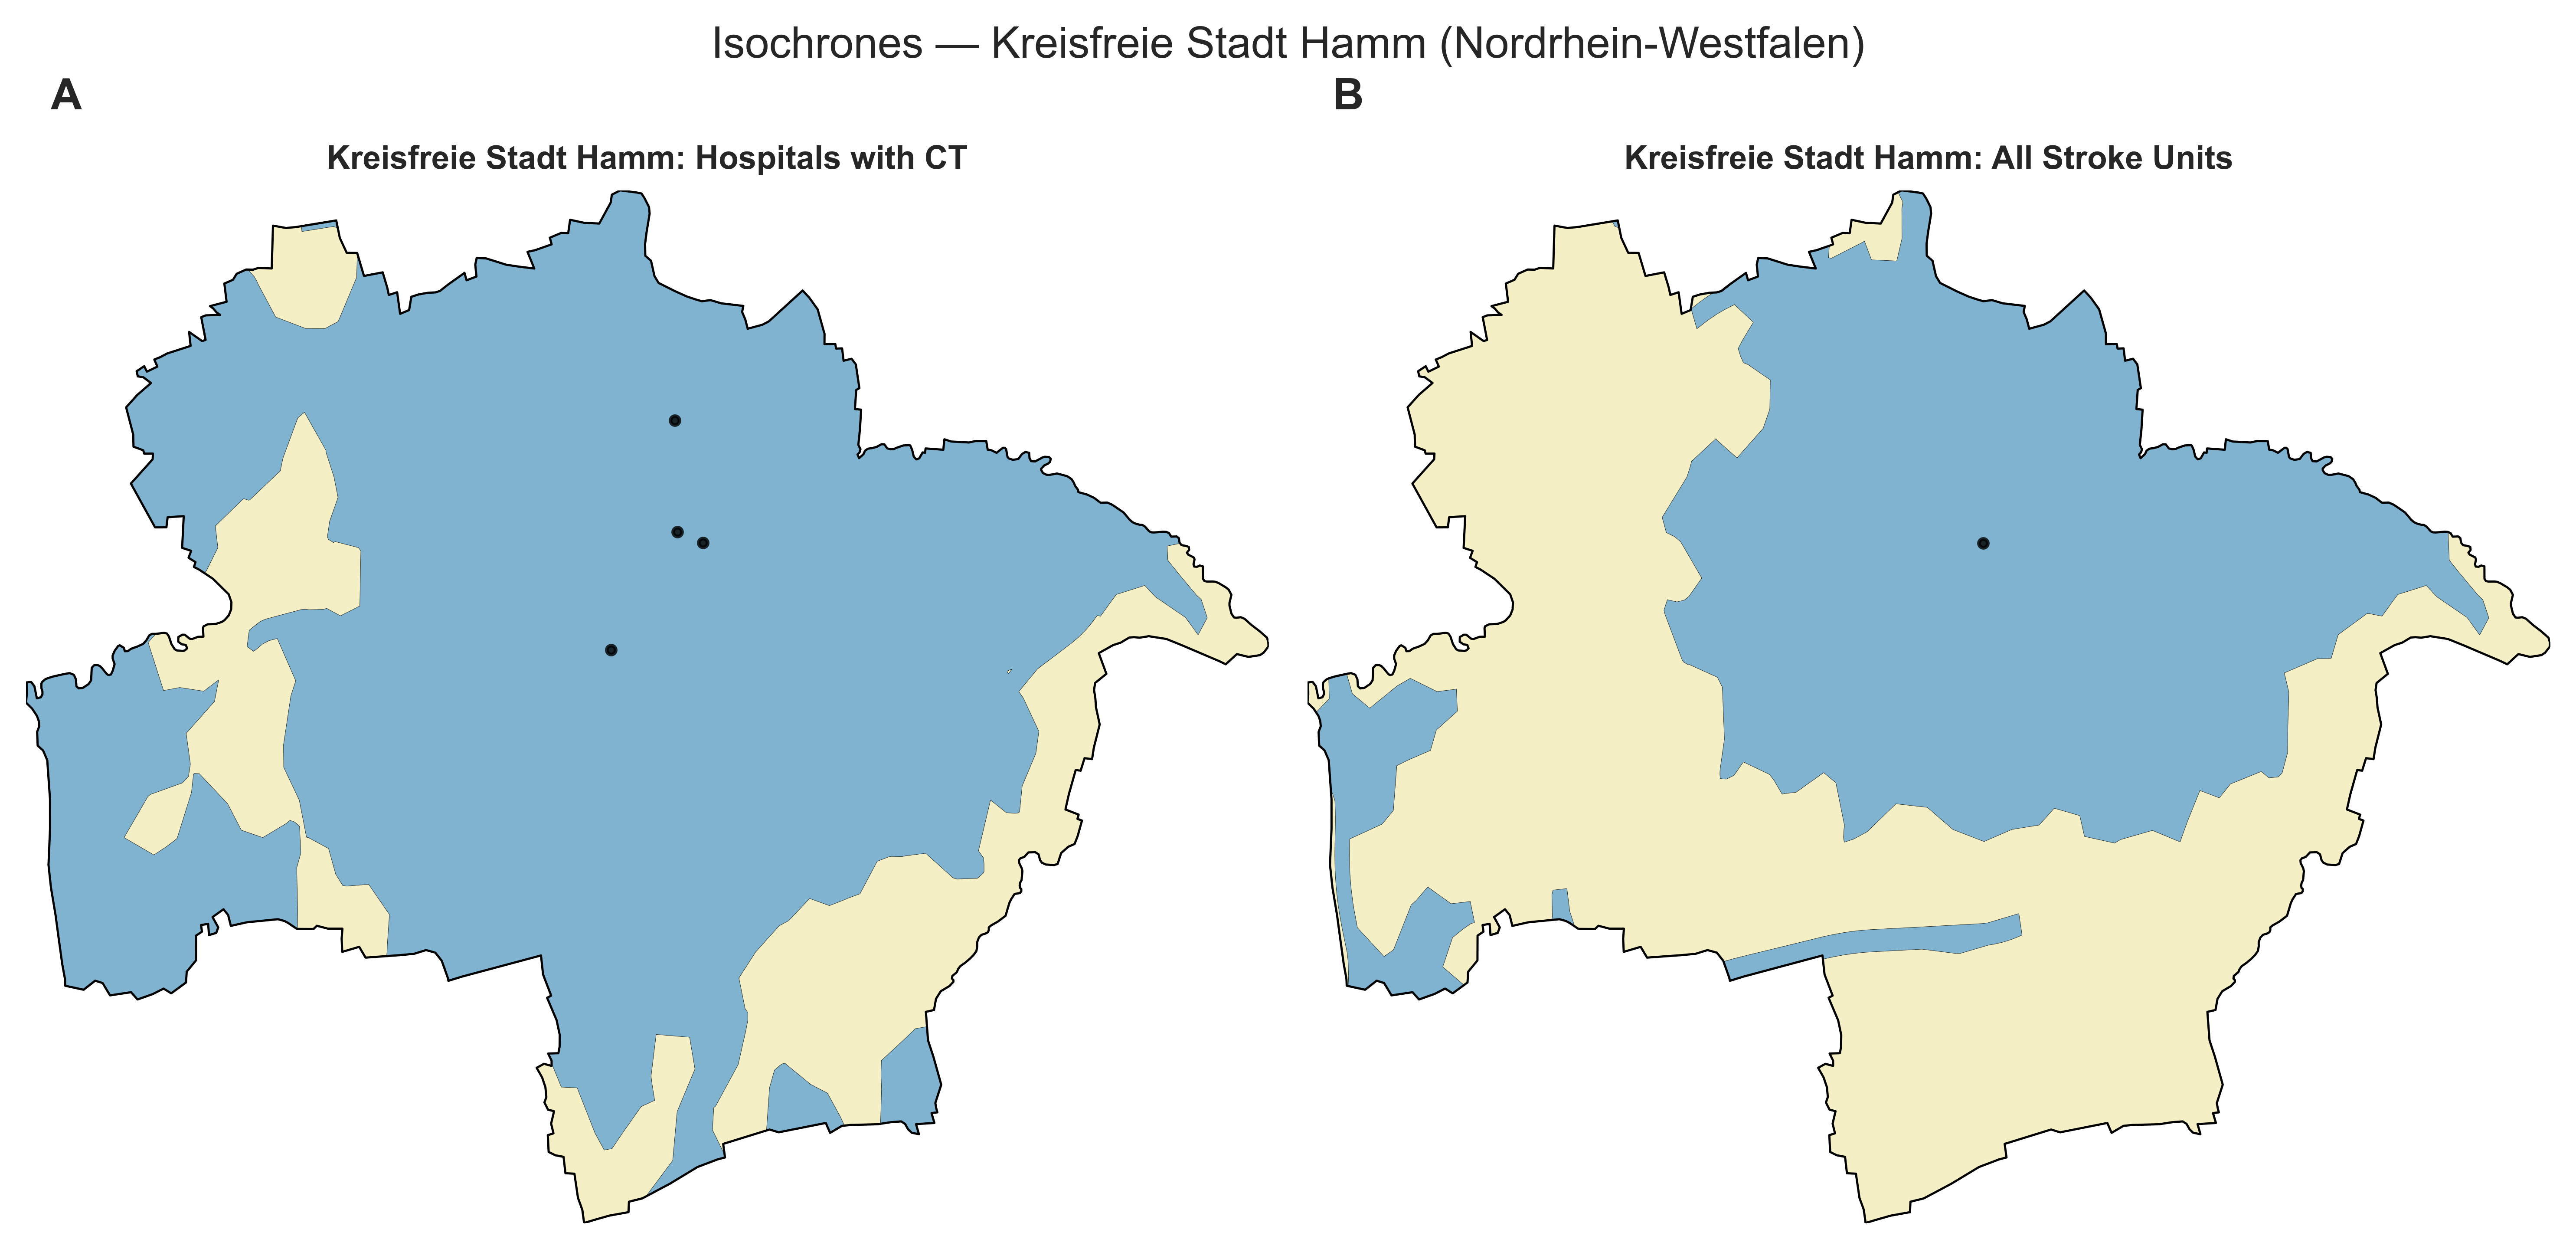 Isochrones — Kreisfreie Stadt Hamm (Nordrhein-Westfalen)
A
B
Kreisfreie Stadt Hamm: Hospitals with CT
Kreisfreie Stadt Hamm: All Stroke Units